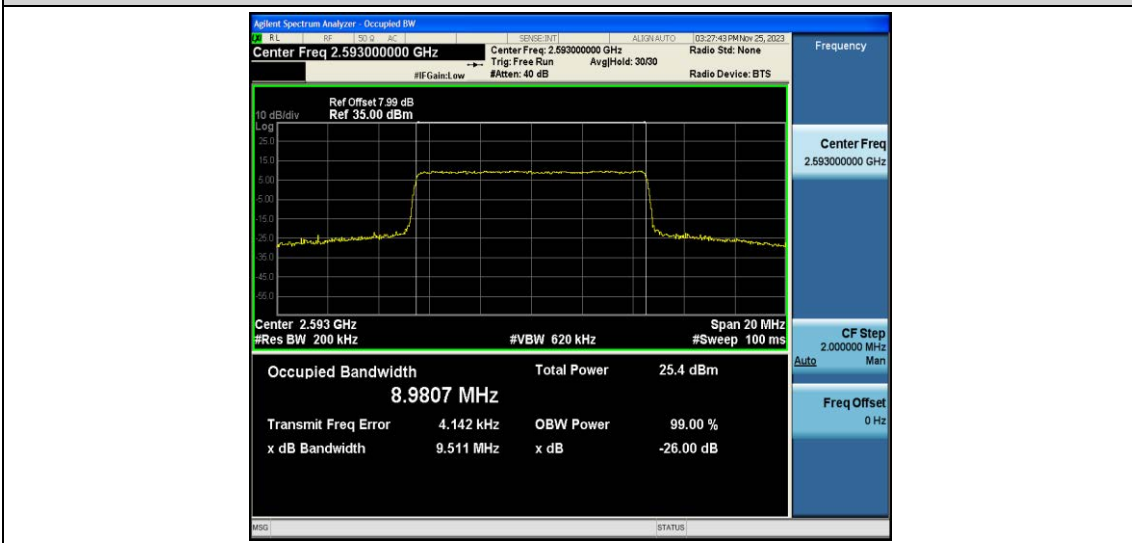 Agilent Spectrum Analyzer - Occupied BW
RL RF 50 Ω AC SENSE:INT ALIGN AUTO 03:27:43 PM Nov 25, 2023
Center Freq 2.593000000 GHz
Center Freq: 2.593000000 GHz
Radio Std: None
Trig: Free Run Avg|Hold: 30/30
#IFGain:Low #Atten: 40 dB Radio Device: BTS
Frequency
Ref Offset 7.99 dB
10 dB/div Ref 35.00 dBm
Log
25.0
15.0
5.00
-5.00
-15.0
-25.0
-35.0
-45.0
-55.0
Center 2.593 GHz Span 20 MHz
#Res BW 200 kHz #VBW 620 kHz #Sweep 100 ms
Occupied Bandwidth Total Power 25.4 dBm
8.9807 MHz
Transmit Freq Error 4.142 kHz OBW Power 99.00 %
x dB Bandwidth 9.511 MHz x dB -26.00 dB
Center Freq
2.593000000 GHz
CF Step
2.000000 MHz
Auto Man
Freq Offset
0 Hz
MSG STATUS